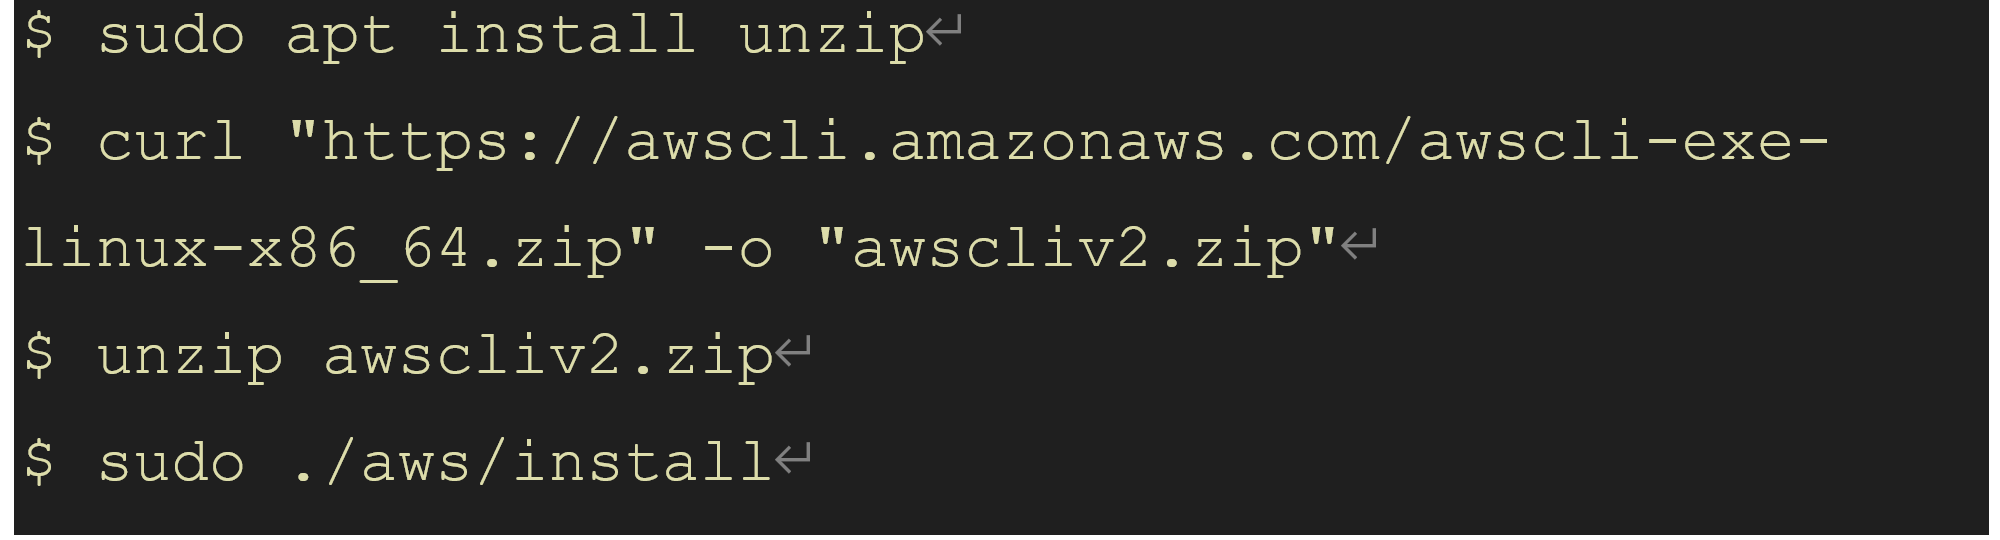 $ sudo apt install unzip↵
$ curl "https://awscli.amazonaws.com/awscli-exe-
linux-x86_64.zip" -o "awscliv2.zip"↵
$ unzip awscliv2.zip↵
$ sudo ./aws/install↵